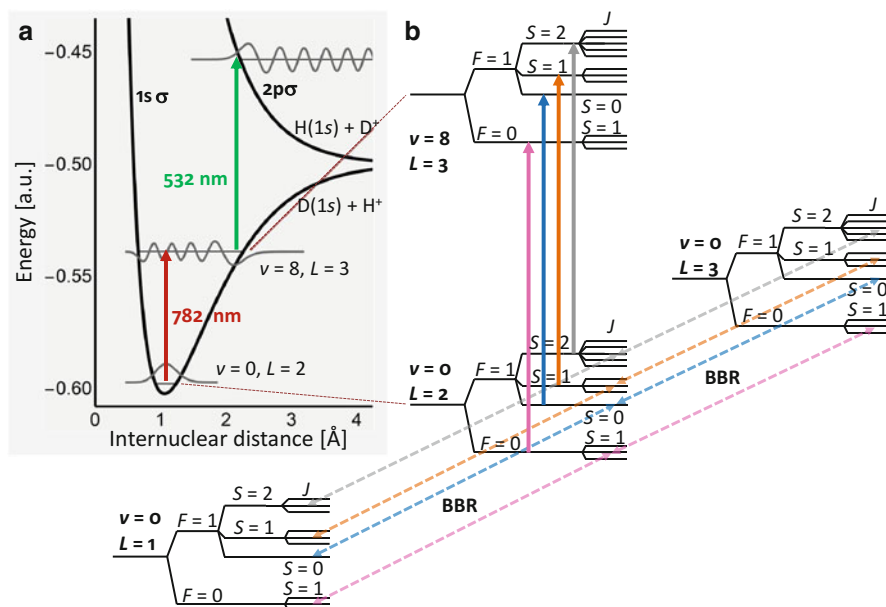 a
Energy [a.u.]
−0.45
−0.50
−0.55
−0.60
1s σ
2pσ
H(1s) + D⁺
532 nm
D(1s) + H⁺
v = 8, L = 3
782 nm
v = 0, L = 2
0
1
2
3
4
Internuclear distance [Å]
b
v = 8
L = 3
F = 1
F = 0
S = 2
S = 1
S = 0
S = 1
J
v = 0
L = 2
F = 1
F = 0
S = 2
S = 1
S = 0
S = 1
J
v = 0
L = 3
F = 1
F = 0
S = 2
S = 1
S = 0
S = 1
J
BBR
v = 0
L = 1
F = 1
F = 0
S = 2
S = 1
S = 0
S = 1
J
BBR